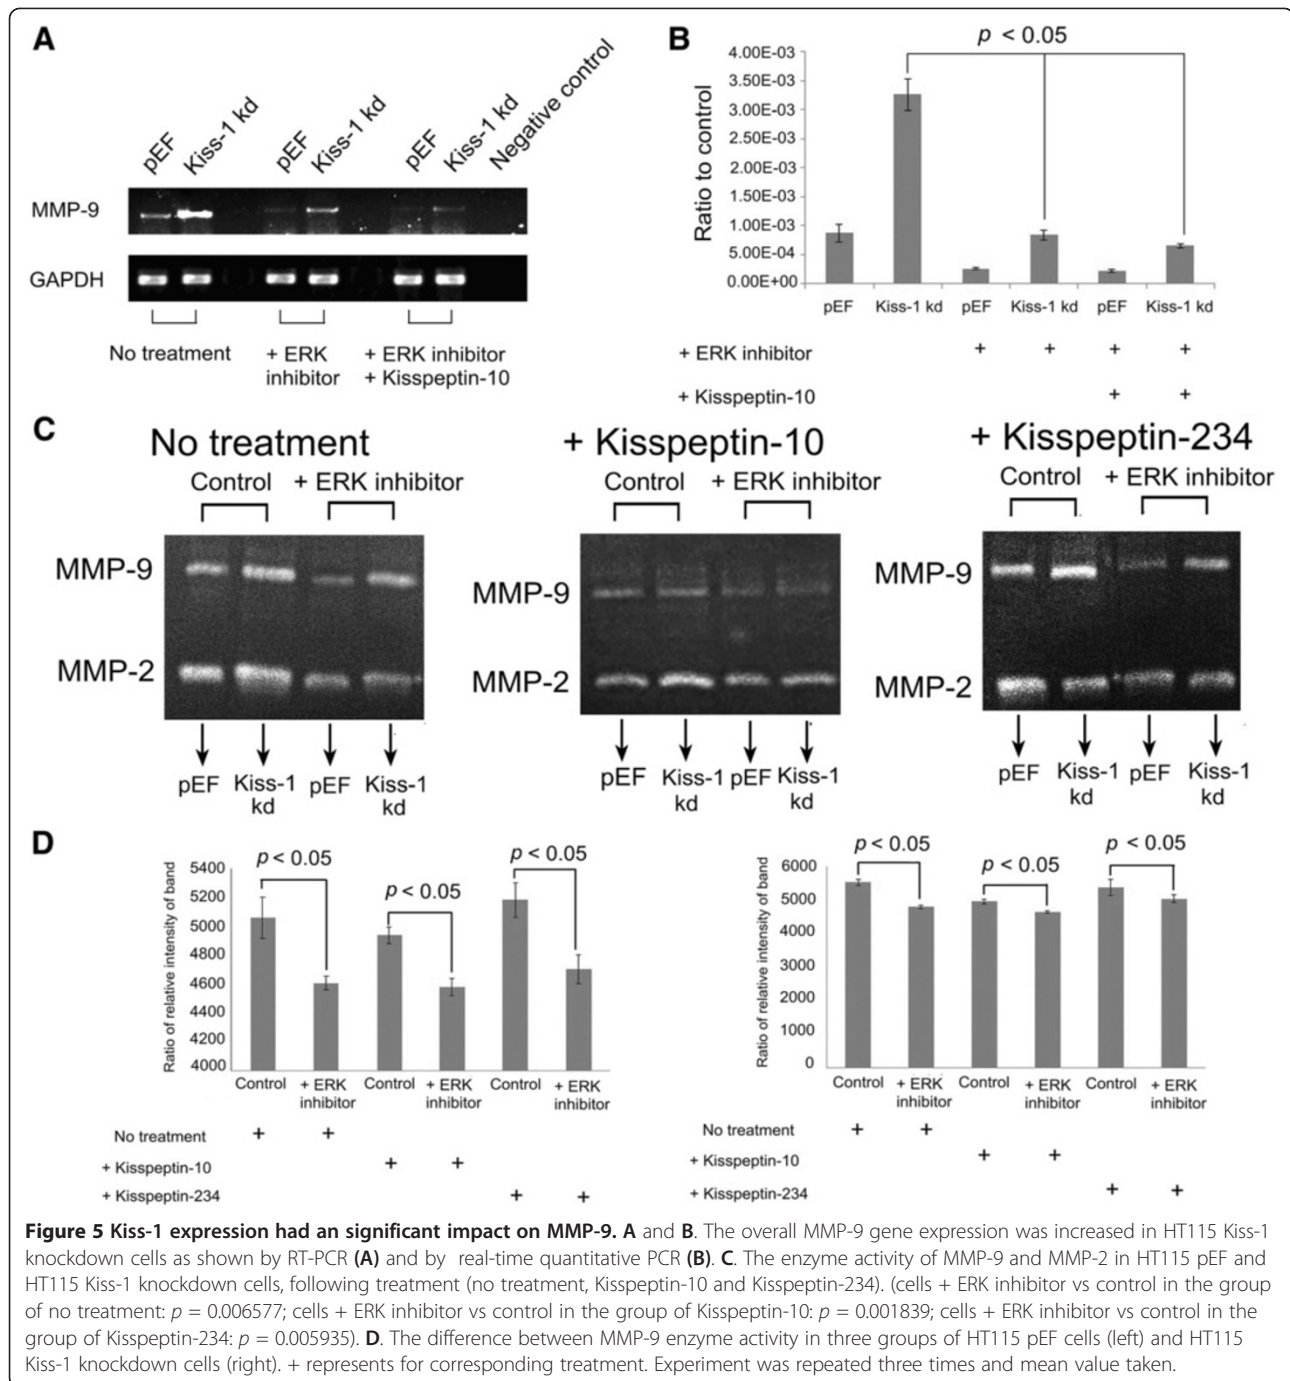 A
pEF
Kiss-1 kd
pEF
Kiss-1 kd
pEF
Kiss-1 kd
Negative control
MMP-9
GAPDH
No treatment
+ ERK
inhibitor
+ ERK inhibitor
+ Kisspeptin-10
B
p < 0.05
Ratio to control
4.00E-03
3.50E-03
3.00E-03
2.50E-03
2.00E-03
1.50E-03
1.00E-03
5.00E-04
0.00E+00
pEF Kiss-1 kd pEF Kiss-1 kd pEF Kiss-1 kd
+ ERK inhibitor + + + +
+ Kisspeptin-10 + +
C
No treatment
Control + ERK inhibitor
MMP-9
MMP-2
pEF Kiss-1 kd pEF Kiss-1 kd
+ Kisspeptin-10
Control + ERK inhibitor
MMP-9
MMP-2
pEF Kiss-1 kd pEF Kiss-1 kd
+ Kisspeptin-234
Control + ERK inhibitor
MMP-9
MMP-2
pEF Kiss-1 kd pEF Kiss-1 kd
D
Ratio of relative intensity of band
5400
5200
5000
4800
4600
4400
4200
4000
p < 0.05 p < 0.05 p < 0.05
Control + ERK inhibitor Control + ERK inhibitor Control + ERK inhibitor
No treatment + +
+ Kisspeptin-10 + +
+ Kisspeptin-234 + +
Ratio of relative intensity of band
6000
5000
4000
3000
2000
1000
0
p < 0.05 p < 0.05 p < 0.05
Control + ERK inhibitor Control + ERK inhibitor Control + ERK inhibitor
No treatment + +
+ Kisspeptin-10 + +
+ Kisspeptin-234 + +
Figure 5 Kiss-1 expression had an significant impact on MMP-9. A and B. The overall MMP-9 gene expression was increased in HT115 Kiss-1
knockdown cells as shown by RT-PCR (A) and by real-time quantitative PCR (B). C. The enzyme activity of MMP-9 and MMP-2 in HT115 pEF and
HT115 Kiss-1 knockdown cells, following treatment (no treatment, Kisspeptin-10 and Kisspeptin-234). (cells + ERK inhibitor vs control in the group
of no treatment: p = 0.006577; cells + ERK inhibitor vs control in the group of Kisspeptin-10: p = 0.001839; cells + ERK inhibitor vs control in the
group of Kisspeptin-234: p = 0.005935). D. The difference between MMP-9 enzyme activity in three groups of HT115 pEF cells (left) and HT115
Kiss-1 knockdown cells (right). + represents for corresponding treatment. Experiment was repeated three times and mean value taken.